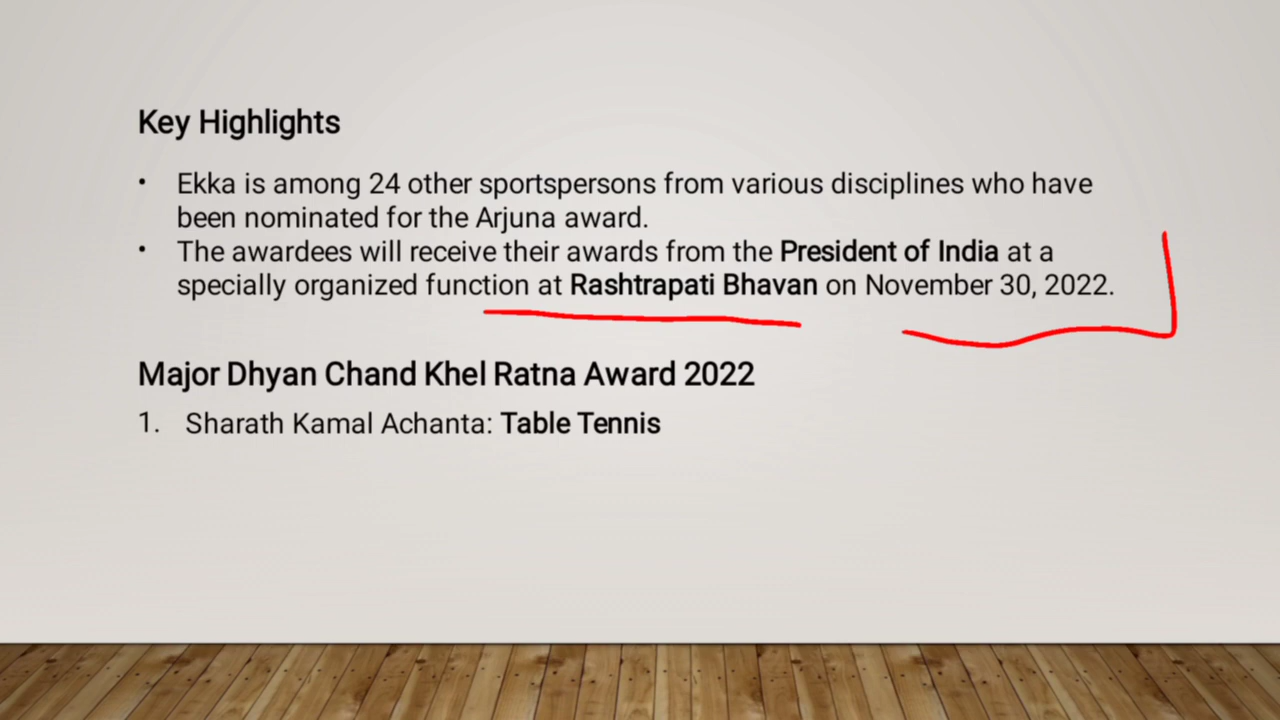 Key Highlights
• Ekka is among 24 other sportspersons from various disciplines who have
been nominated for the Arjuna award.
• The awardees will receive their awards from the President of India at a
specially organized function at Rashtrapati Bhavan on November 30, 2022.
Major Dhyan Chand Khel Ratna Award 2022
1. Sharath Kamal Achanta: Table Tennis